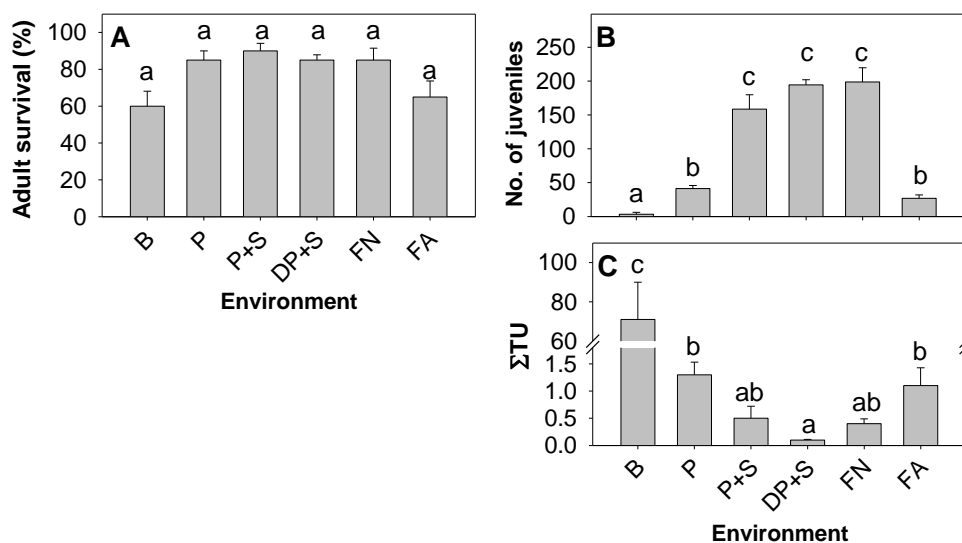 A
a a a a a a
100
80
60
40
20
0
Adult survival (%)
B P P+S DP+S FN FA
Environment
B
a b c c c b
250
200
150
100
50
0
No. of juveniles
C
c b ab a ab b
100
80
60
1.5
1.0
0.5
0.0
ΣTU
B P P+S DP+S FN FA
Environment